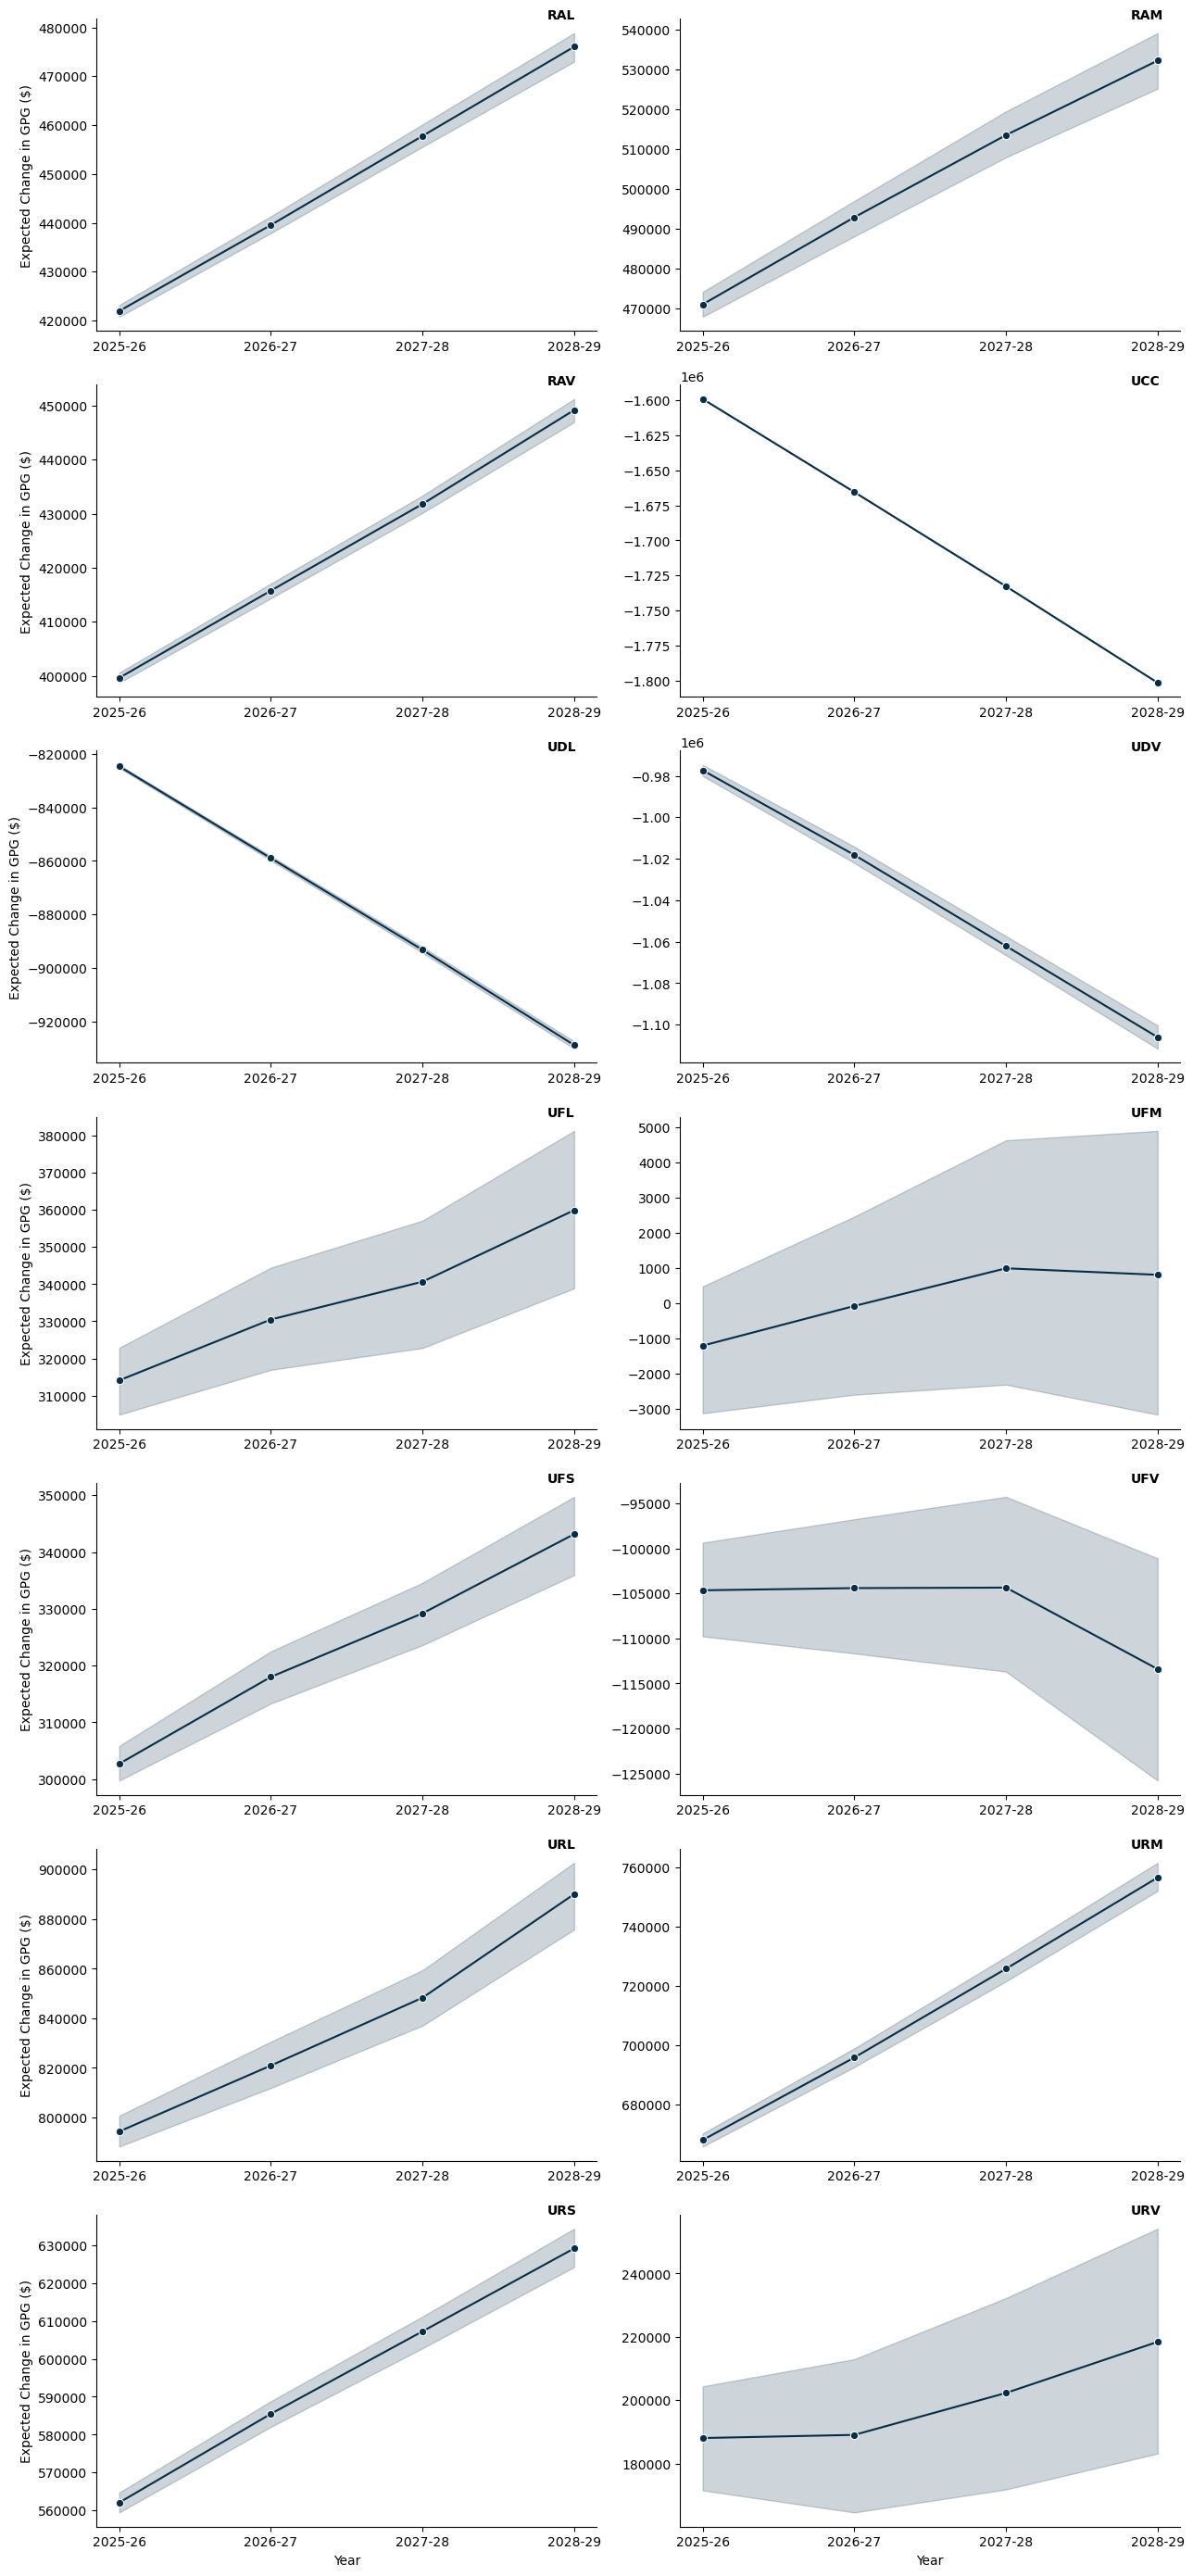 RAL
480000
470000
460000
450000
440000
430000
420000
Expected Change in GPG ($)
2025-26 2026-27 2027-28 2028-29
RAM
540000
530000
520000
510000
500000
490000
480000
470000
2025-26 2026-27 2027-28 2028-29
RAV
450000
440000
430000
420000
410000
400000
Expected Change in GPG ($)
2025-26 2026-27 2027-28 2028-29
1e6
UCC
−1.600
−1.625
−1.650
−1.675
−1.700
−1.725
−1.750
−1.775
−1.800
2025-26 2026-27 2027-28 2028-29
UDL
−820000
−840000
−860000
−880000
−900000
−920000
Expected Change in GPG ($)
2025-26 2026-27 2027-28 2028-29
1e6
UDV
−0.98
−1.00
−1.02
−1.04
−1.06
−1.08
−1.10
2025-26 2026-27 2027-28 2028-29
UFL
380000
370000
360000
350000
340000
330000
320000
310000
Expected Change in GPG ($)
2025-26 2026-27 2027-28 2028-29
UFM
5000
4000
3000
2000
1000
0
−1000
−2000
−3000
2025-26 2026-27 2027-28 2028-29
UFS
350000
340000
330000
320000
310000
300000
Expected Change in GPG ($)
2025-26 2026-27 2027-28 2028-29
UFV
−95000
−100000
−105000
−110000
−115000
−120000
−125000
2025-26 2026-27 2027-28 2028-29
URL
900000
880000
860000
840000
820000
800000
Expected Change in GPG ($)
2025-26 2026-27 2027-28 2028-29
URM
760000
740000
720000
700000
680000
2025-26 2026-27 2027-28 2028-29
URS
630000
620000
610000
600000
590000
580000
570000
560000
Expected Change in GPG ($)
2025-26 2026-27 2027-28 2028-29
Year
URV
240000
220000
200000
180000
2025-26 2026-27 2027-28 2028-29
Year